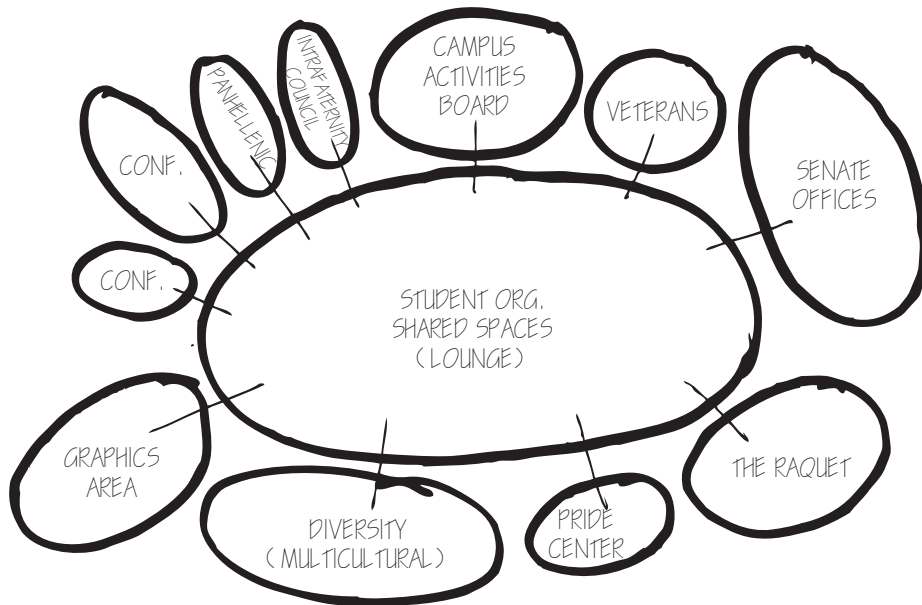 INTRAFATERNITY
COUNCIL
PANHELLENIC
CAMPUS
ACTIVITIES
BOARD
VETERANS
CONF.
SENATE
OFFICES
CONF.
STUDENT ORG.
SHARED SPACES
(LOUNGE)
GRAPHICS
AREA
THE RAQUET
DIVERSITY
(MULTICULTURAL)
PRIDE
CENTER